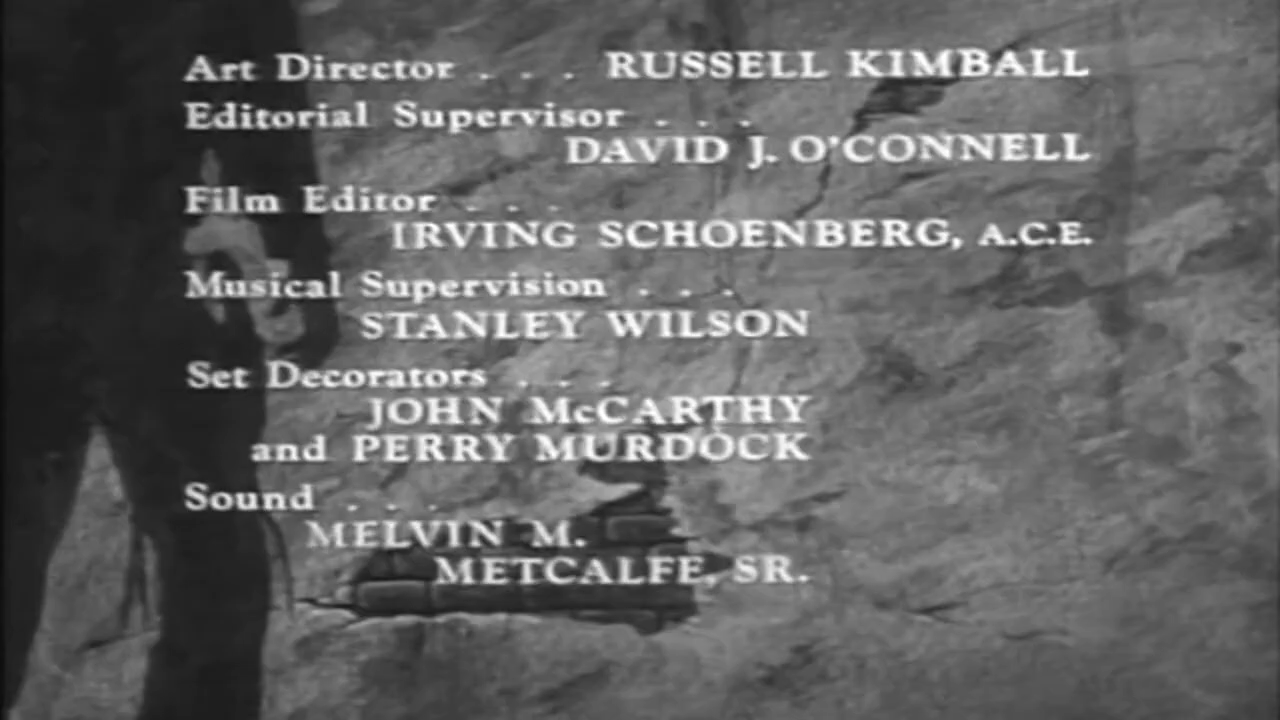 Art Director . . . RUSSELL KIMBALL
Editorial Supervisor . . .
DAVID J. O'CONNELL
Film Editor . . .
IRVING SCHOENBERG, A.C.E.
Musical Supervision . . .
STANLEY WILSON
Set Decorators . . .
JOHN McCARTHY
and PERRY MURDOCK
Sound . . .
MELVIN M.
METCALFE, SR.